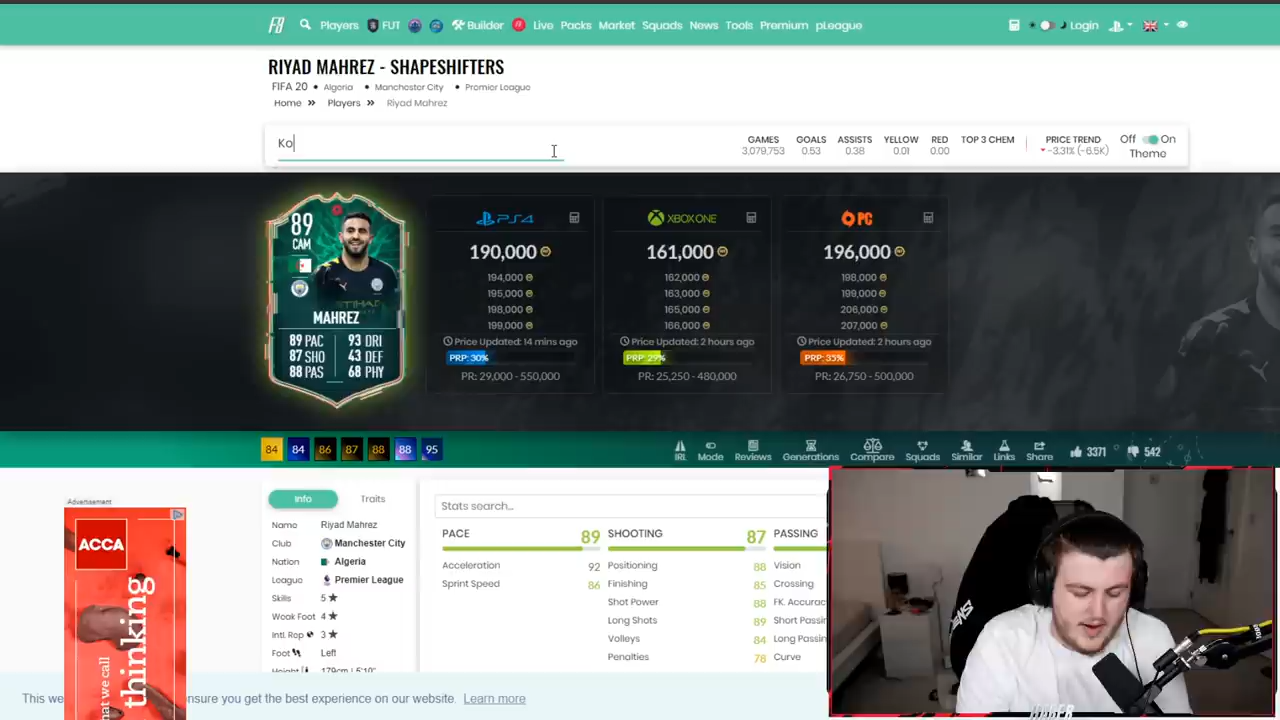 FB Players FUT Builder Live Packs Market Squads News Tools Premium pLeague Login
RIYAD MAHREZ - SHAPESHIFTERS
FIFA 20 • Algeria • Manchester City • Premier League
Home » Players » Riyad Mahrez
Ko
GAMES GOALS ASSISTS YELLOW RED TOP 3 CHEM PRICE TREND Off On
3,079,753 0.53 0.38 0.01 0.00 -3.31% (-6.5K) Theme
89
CAM
MAHREZ
89 PAC 93 DRI
87 SHO 43 DEF
88 PAS 68 PHY
PS4
190,000
194,000
195,000
198,000
199,000
Price Updated: 14 mins ago
PRP: 30%
PR: 29,000 - 550,000
XBOX ONE
161,000
162,000
163,000
165,000
166,000
Price Updated: 2 hours ago
PRP: 29%
PR: 25,250 - 480,000
PC
196,000
198,000
199,000
206,000
207,000
Price Updated: 2 hours ago
PRP: 35%
PR: 26,750 - 500,000
84 84 86 87 88 88 95
IRL Mode Reviews Generations Compare Squads Similar Links Share 3371 542
Advertisement
ACCA
thinking
what we call
Info Traits
Name Riyad Mahrez
Club Manchester City
Nation Algeria
League Premier League
Skills 5 ★
Weak Foot 4 ★
Intl. Rep 3 ★
Foot Left
Height 179cm | 5'10"
Stats search...
PACE 89
Acceleration 92
Sprint Speed 86
SHOOTING 87
Positioning 88
Finishing 85
Shot Power 88
Long Shots 89
Volleys 84
Penalties 78
PASSING
Vision
Crossing
FK. Accurac
Short Passin
Long Passin
Curve
This we
nsure you get the best experience on our website. Learn more